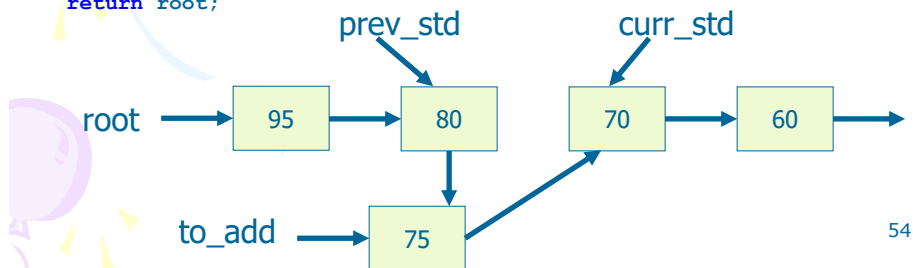 return root;
prev_std curr_std
root 95 80 70 60
to_add 75
54